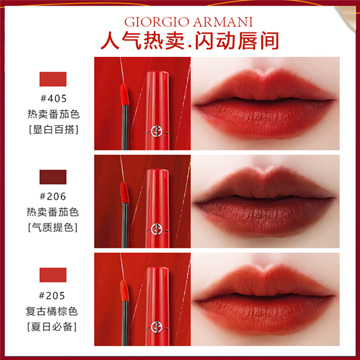 GIORGIO ARMANI
人气热卖.闪动唇间
#405
热卖番茄色
[显白百搭]
#206
热卖番茄色
[气质提色]
#205
复古橘棕色
[夏日必备]